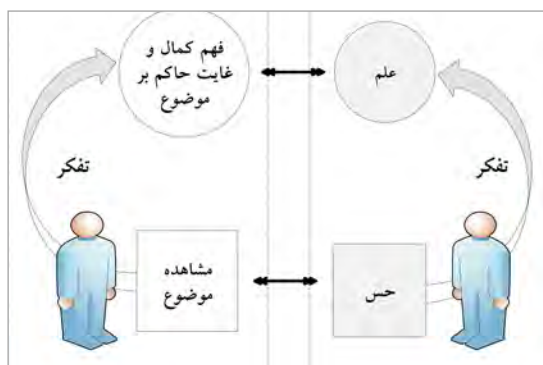 علم
فهم کمال و
غایت حاکم بر
موضوع
تفکر
تفکر
حس
مشاهده
موضوع